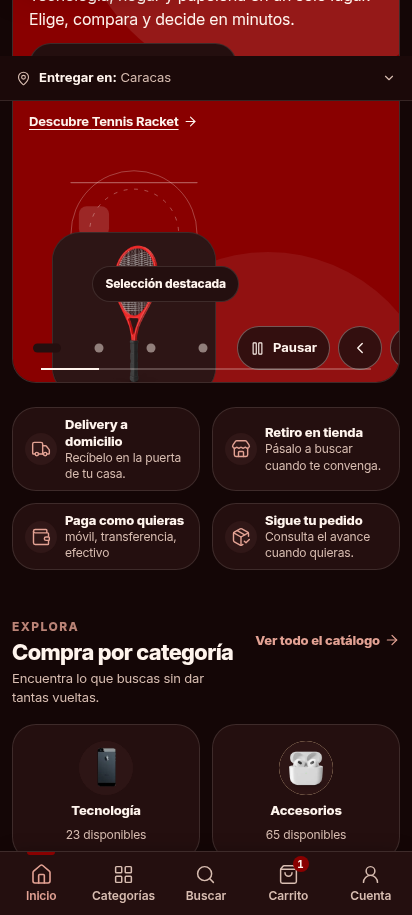 Tecnología, hogar y papelería en un solo lugar.
Elige, compara y decide en minutos.
Entregar en: Caracas
Descubre Tennis Racket
Selección destacada
Pausar
Delivery a
domicilio
Recíbelo en la puerta
de tu casa.
Retiro en tienda
Pásalo a buscar
cuando te convenga.
Paga como quieras
móvil, transferencia,
efectivo
Sigue tu pedido
Consulta el avance
cuando quieras.
EXPLORA
Compra por categoría
Ver todo el catálogo
Encuentra lo que buscas sin dar
tantas vueltas.
Tecnología
23 disponibles
Accesorios
65 disponibles
1
Inicio
Categorías
Buscar
Carrito
Cuenta